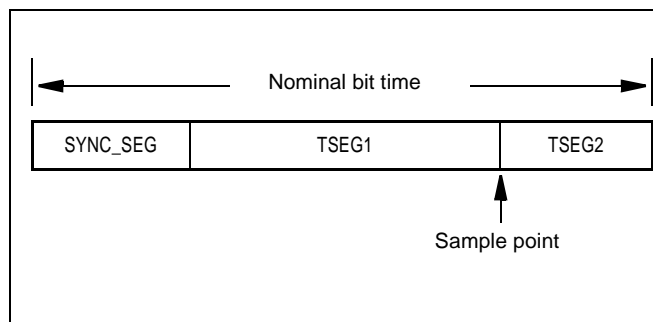 Nominal bit time
SYNC_SEG TSEG1 TSEG2
Sample point